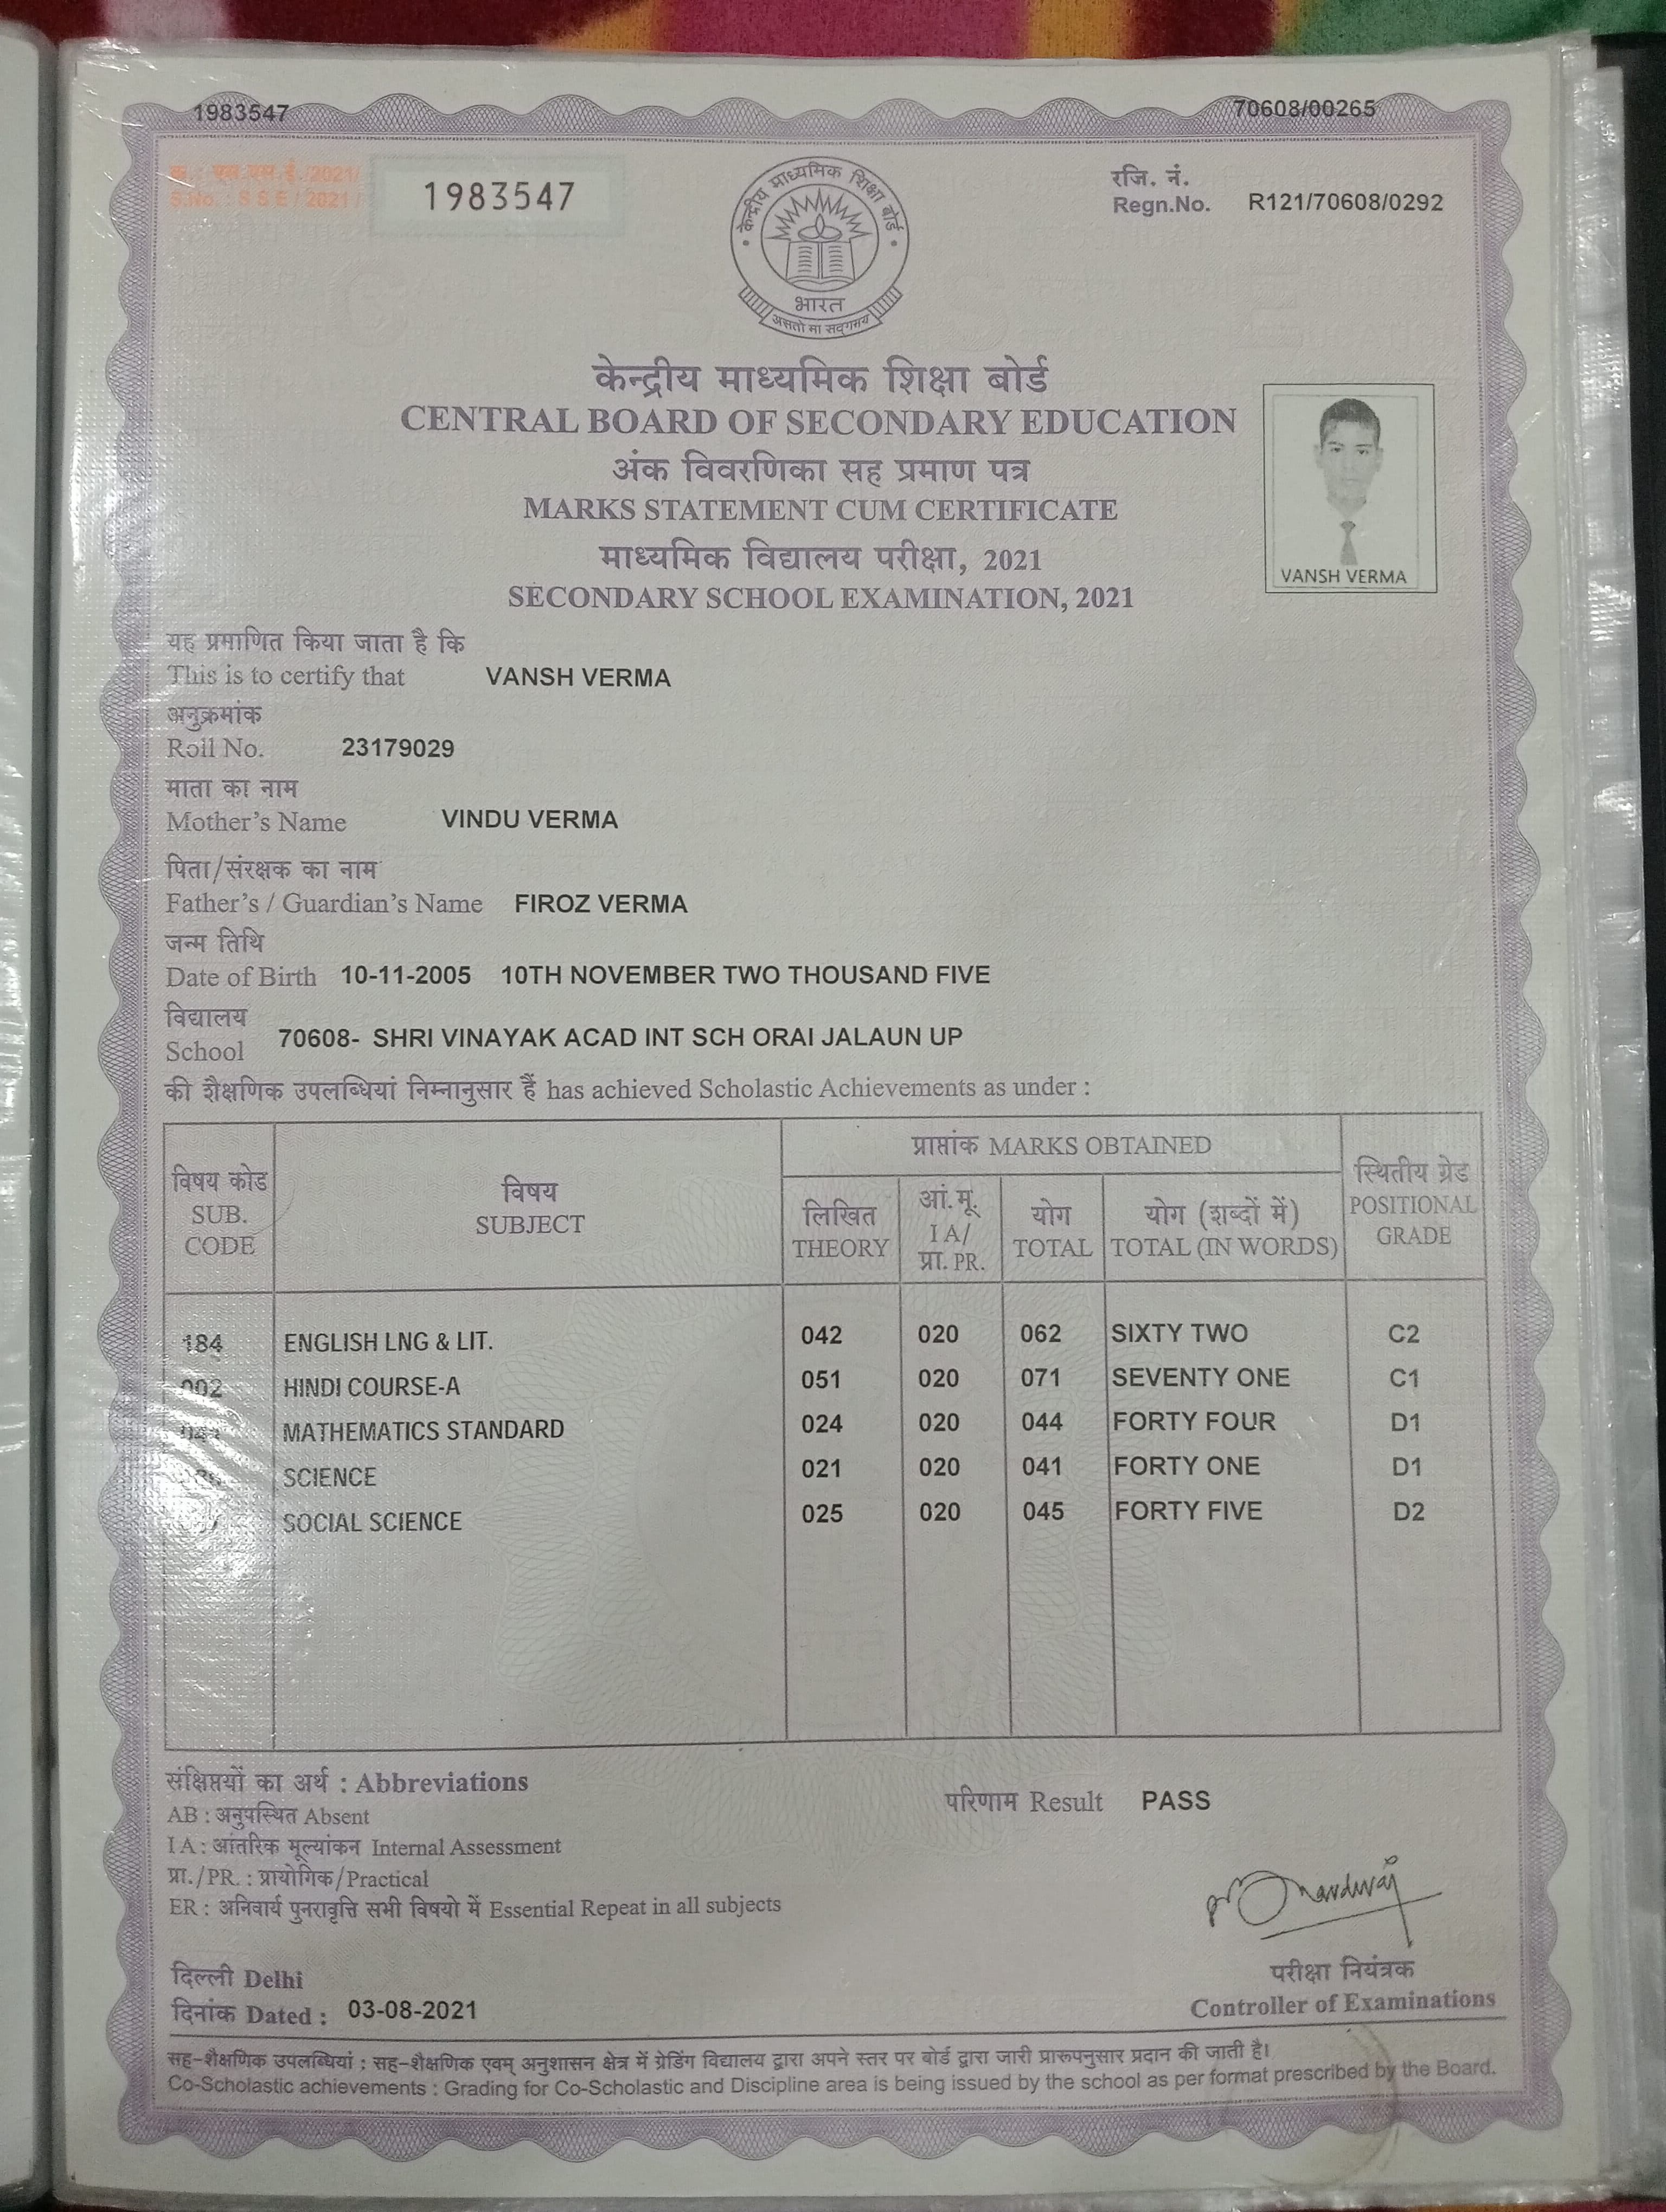 1983547
70608/00265
क्र.: एस.एस.ई./2021/
S.No.: S S E / 2021 /
1983547
रजि. नं.
Regn.No. R121/70608/0292
केन्द्रीय माध्यमिक शिक्षा बोर्ड
भारत
असतो मा सद्गमय
केन्द्रीय माध्यमिक शिक्षा बोर्ड
CENTRAL BOARD OF SECONDARY EDUCATION
अंक विवरणिका सह प्रमाण पत्र
MARKS STATEMENT CUM CERTIFICATE
माध्यमिक विद्यालय परीक्षा, 2021
SECONDARY SCHOOL EXAMINATION, 2021
VANSH VERMA
यह प्रमाणित किया जाता है कि
This is to certify that VANSH VERMA
अनुक्रमांक
Roll No. 23179029
माता का नाम
Mother's Name VINDU VERMA
पिता/संरक्षक का नाम
Father's / Guardian's Name FIROZ VERMA
जन्म तिथि
Date of Birth 10-11-2005 10TH NOVEMBER TWO THOUSAND FIVE
विद्यालय
School 70608- SHRI VINAYAK ACAD INT SCH ORAI JALAUN UP
की शैक्षणिक उपलब्धियां निम्नानुसार हैं has achieved Scholastic Achievements as under :
विषय कोड
SUB.
CODE
विषय
SUBJECT
प्राप्तांक MARKS OBTAINED
लिखित
THEORY
आं.मू.
I A/
प्रा. PR.
योग
TOTAL
योग (शब्दों में)
TOTAL (IN WORDS)
स्थितीय ग्रेड
POSITIONAL
GRADE
184 ENGLISH LNG & LIT. 042 020 062 SIXTY TWO C2
002 HINDI COURSE-A 051 020 071 SEVENTY ONE C1
MATHEMATICS STANDARD 024 020 044 FORTY FOUR D1
SCIENCE 021 020 041 FORTY ONE D1
SOCIAL SCIENCE 025 020 045 FORTY FIVE D2
संक्षिप्तयों का अर्थ : Abbreviations
AB : अनुपस्थित Absent
I A : आंतरिक मूल्यांकन Internal Assessment
प्रा./PR. : प्रायोगिक/Practical
ER : अनिवार्य पुनरावृत्ति सभी विषयो में Essential Repeat in all subjects
परिणाम Result PASS
दिल्ली Delhi
दिनांक Dated : 03-08-2021
परीक्षा नियंत्रक
Controller of Examinations
सह-शैक्षणिक उपलब्धियां : सह-शैक्षणिक एवम् अनुशासन क्षेत्र में ग्रेडिंग विद्यालय द्वारा अपने स्तर पर बोर्ड द्वारा जारी प्रारूपनुसार प्रदान की जाती है।
Co-Scholastic achievements : Grading for Co-Scholastic and Discipline area is being issued by the school as per format prescribed by the Board.